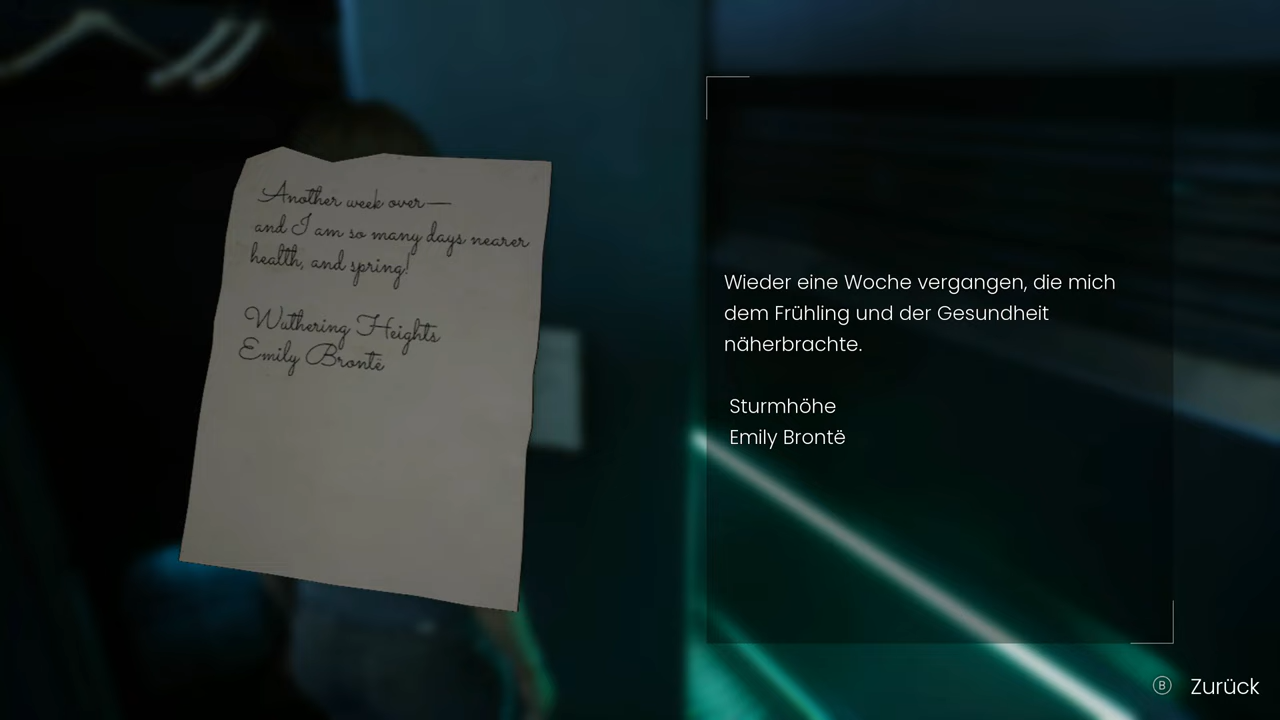 Another week over—
and I am so many days nearer
health, and spring!
Wuthering Heights
Emily Brontë
Wieder eine Woche vergangen, die mich
dem Frühling und der Gesundheit
näherbrachte.
Sturmhöhe
Emily Brontë
B Zurück